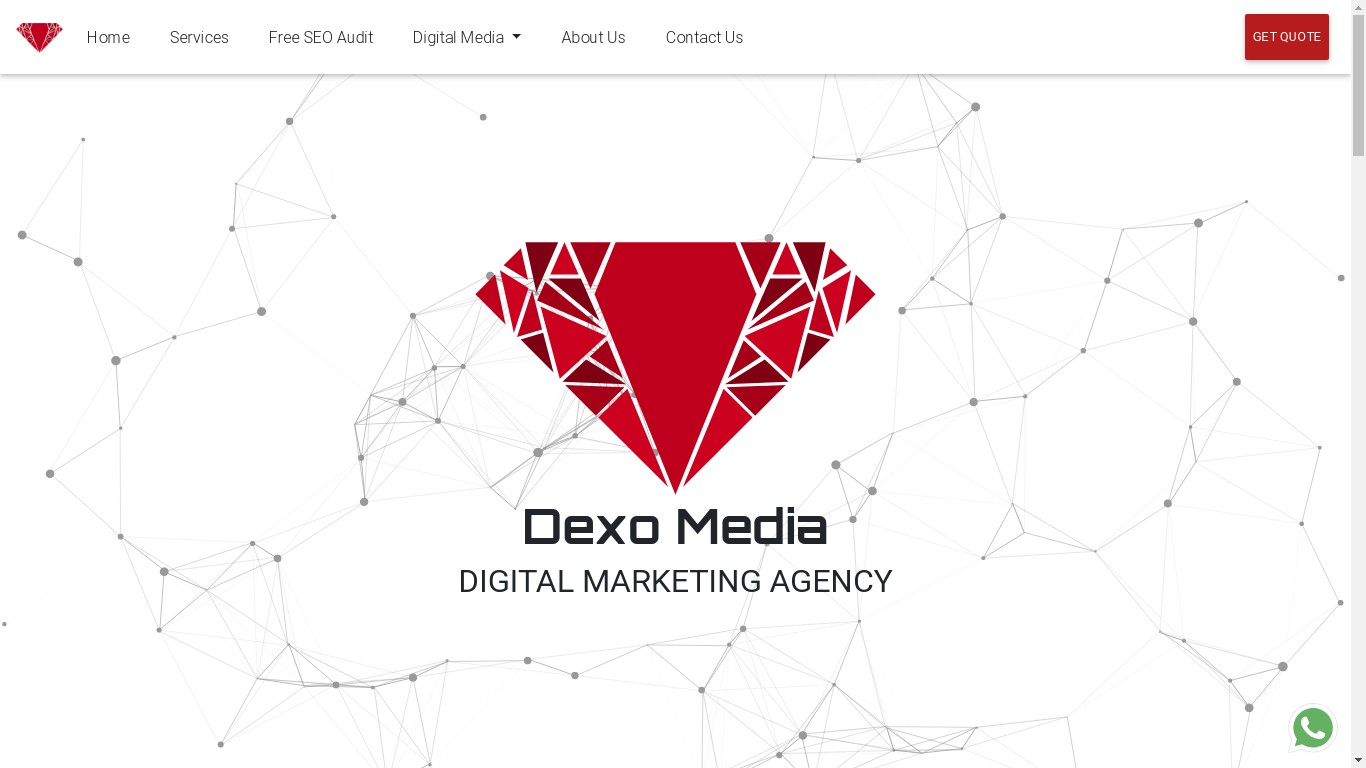 Home Services Free SEO Audit Digital Media About Us Contact Us GET QUOTE
Dexo Media
DIGITAL MARKETING AGENCY